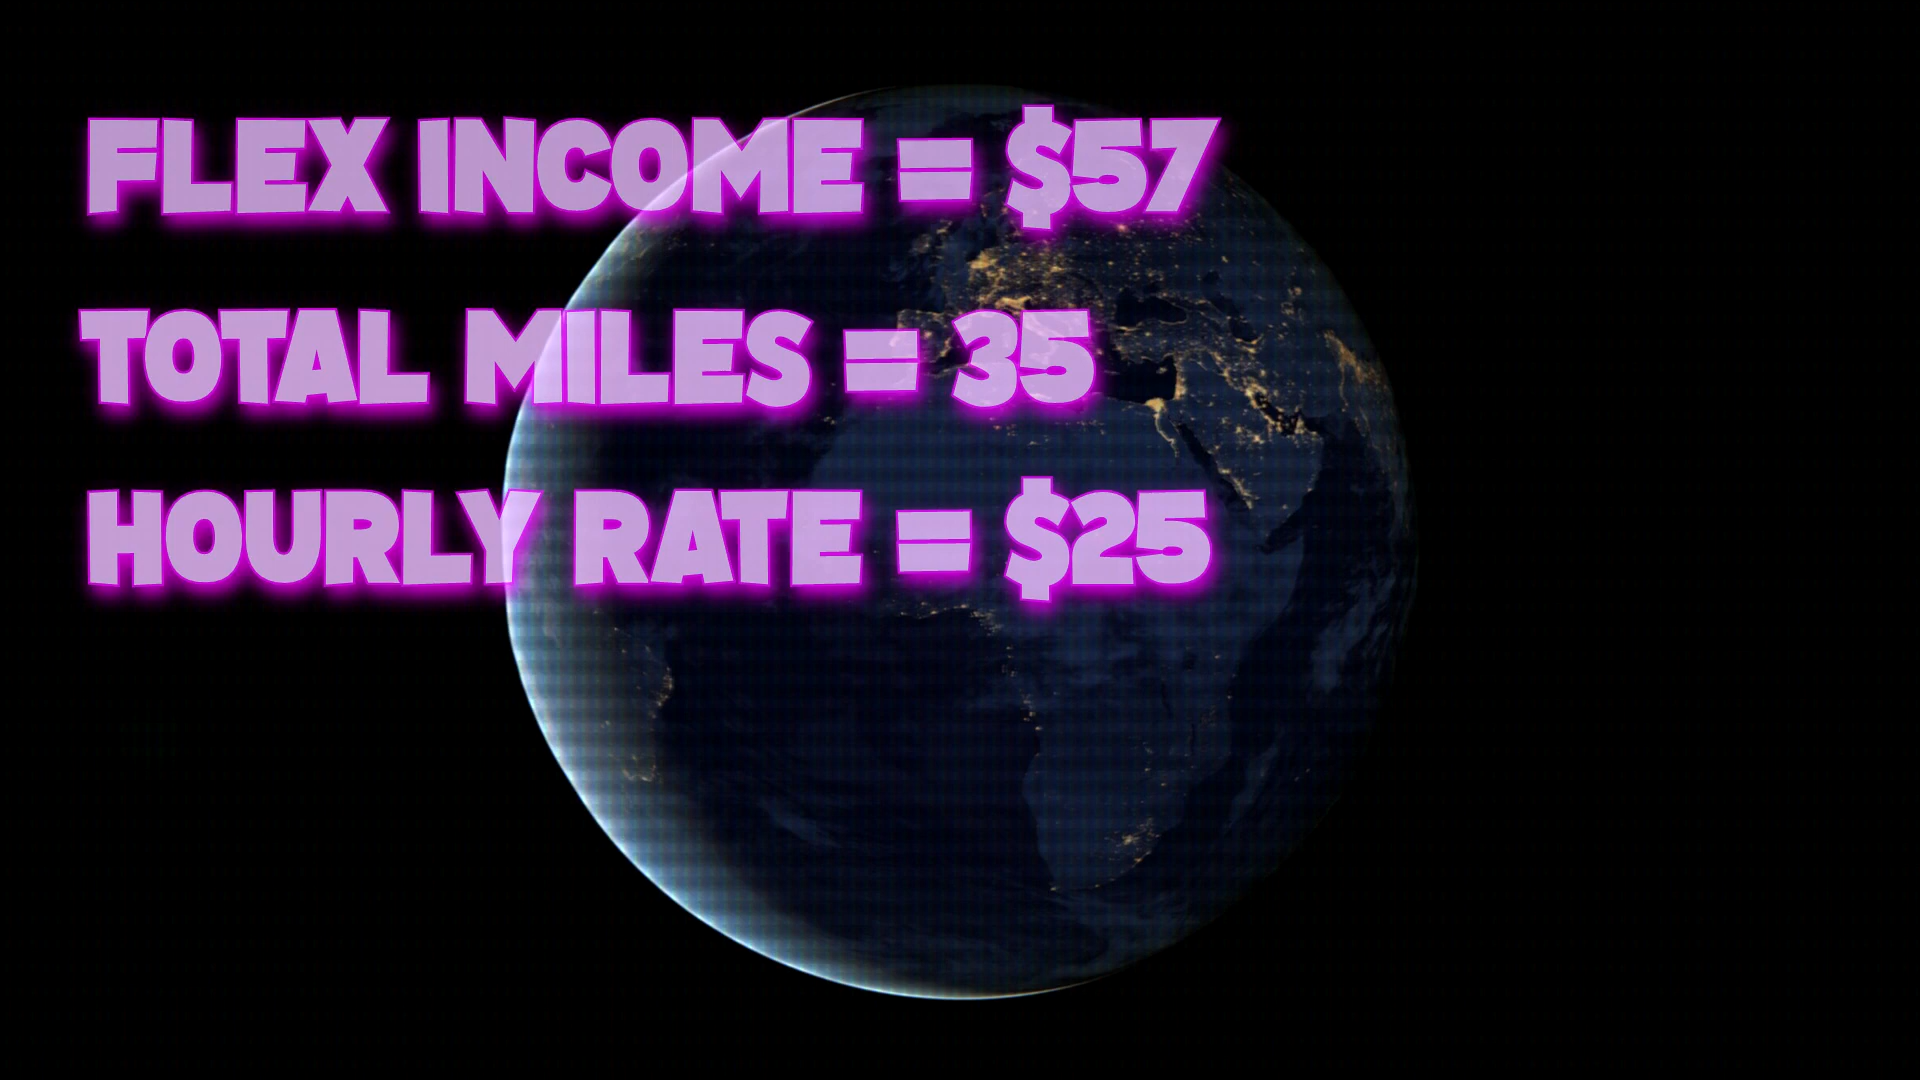 FLEX INCOME = $57
TOTAL MILES = 35
HOURLY RATE = $25